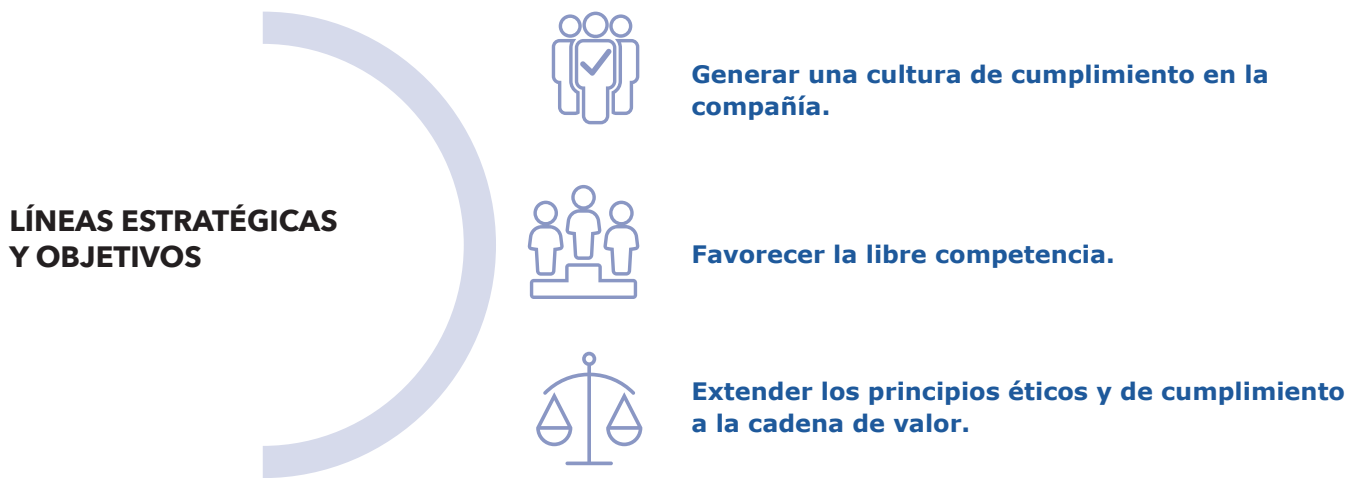 LÍNEAS ESTRATÉGICAS
Y OBJETIVOS
Generar una cultura de cumplimiento en la
compañía.
Favorecer la libre competencia.
Extender los principios éticos y de cumplimiento
a la cadena de valor.